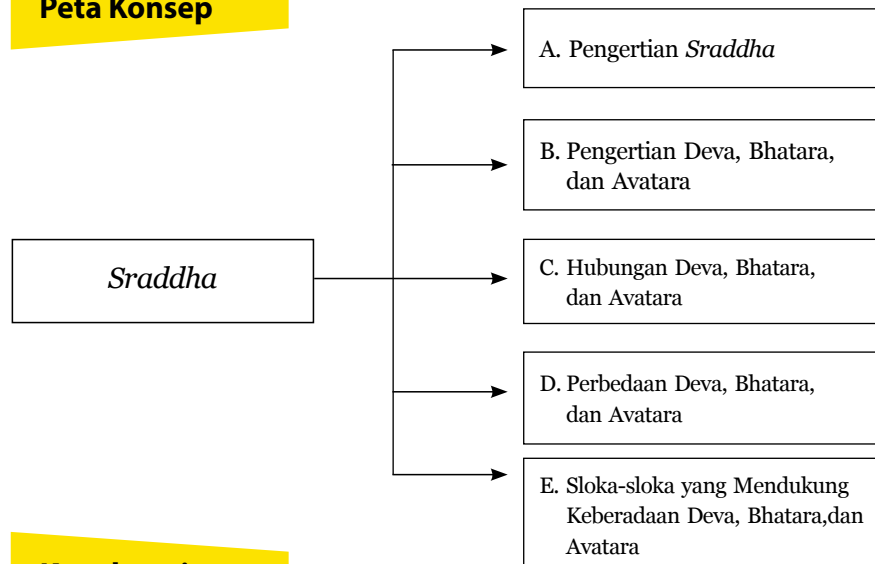 Peta Konsep
A. Pengertian Sraddha
B. Pengertian Deva, Bhatara,
dan Avatara
Sraddha
C. Hubungan Deva, Bhatara,
dan Avatara
D. Perbedaan Deva, Bhatara,
dan Avatara
E. Sloka-sloka yang Mendukung
Keberadaan Deva, Bhatara,dan
Avatara